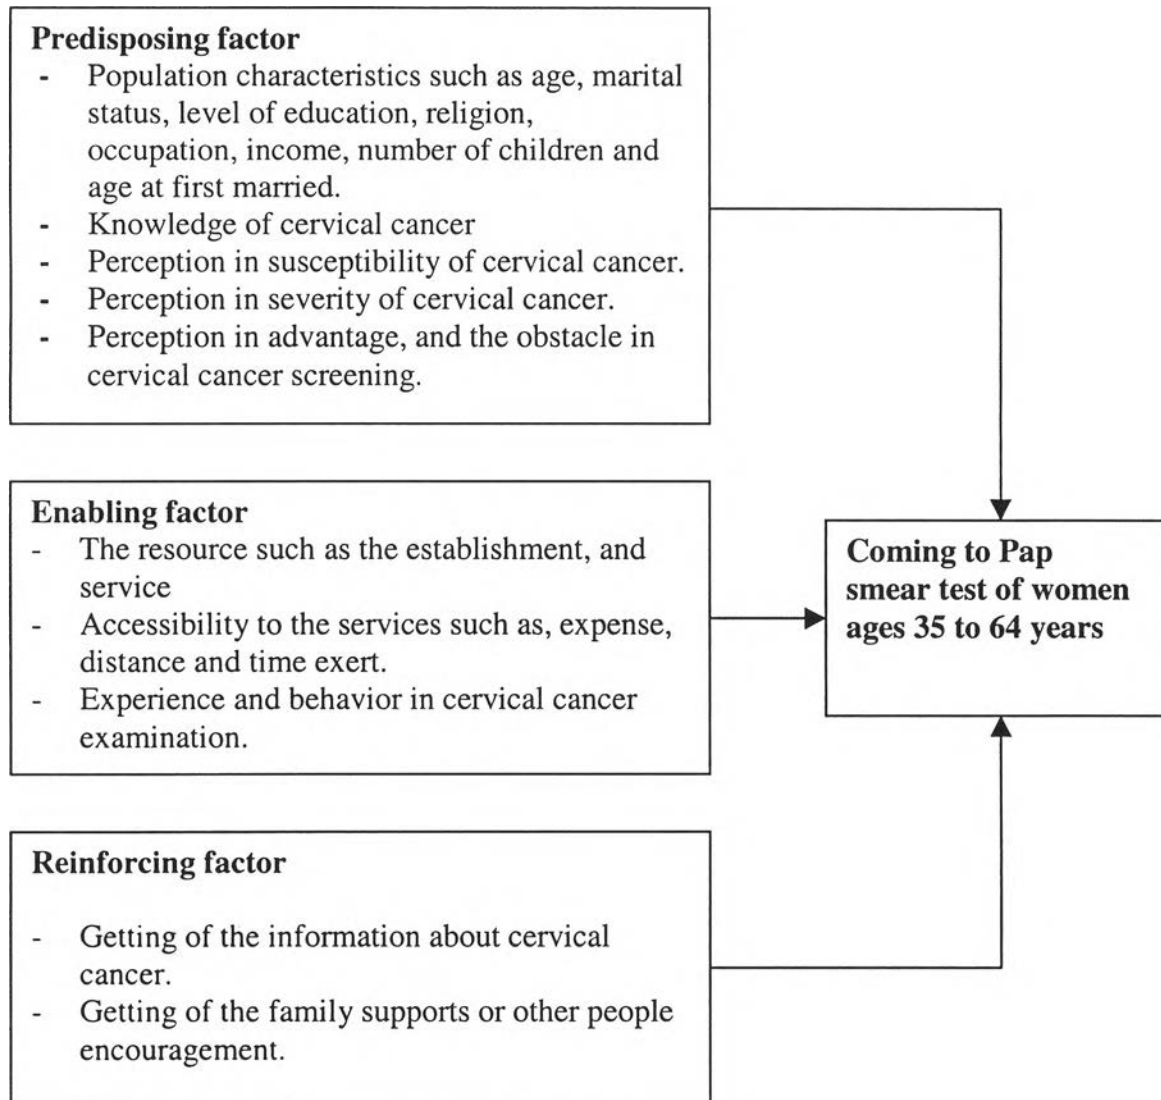 Predisposing factor
- Population characteristics such as age, marital
status, level of education, religion,
occupation, income, number of children and
age at first married.
- Knowledge of cervical cancer
- Perception in susceptibility of cervical cancer.
- Perception in severity of cervical cancer.
- Perception in advantage, and the obstacle in
cervical cancer screening.
Enabling factor
- The resource such as the establishment, and
service
- Accessibility to the services such as, expense,
distance and time exert.
- Experience and behavior in cervical cancer
examination.
Reinforcing factor
- Getting of the information about cervical
cancer.
- Getting of the family supports or other people
encouragement.
Coming to Pap
smear test of women
ages 35 to 64 years